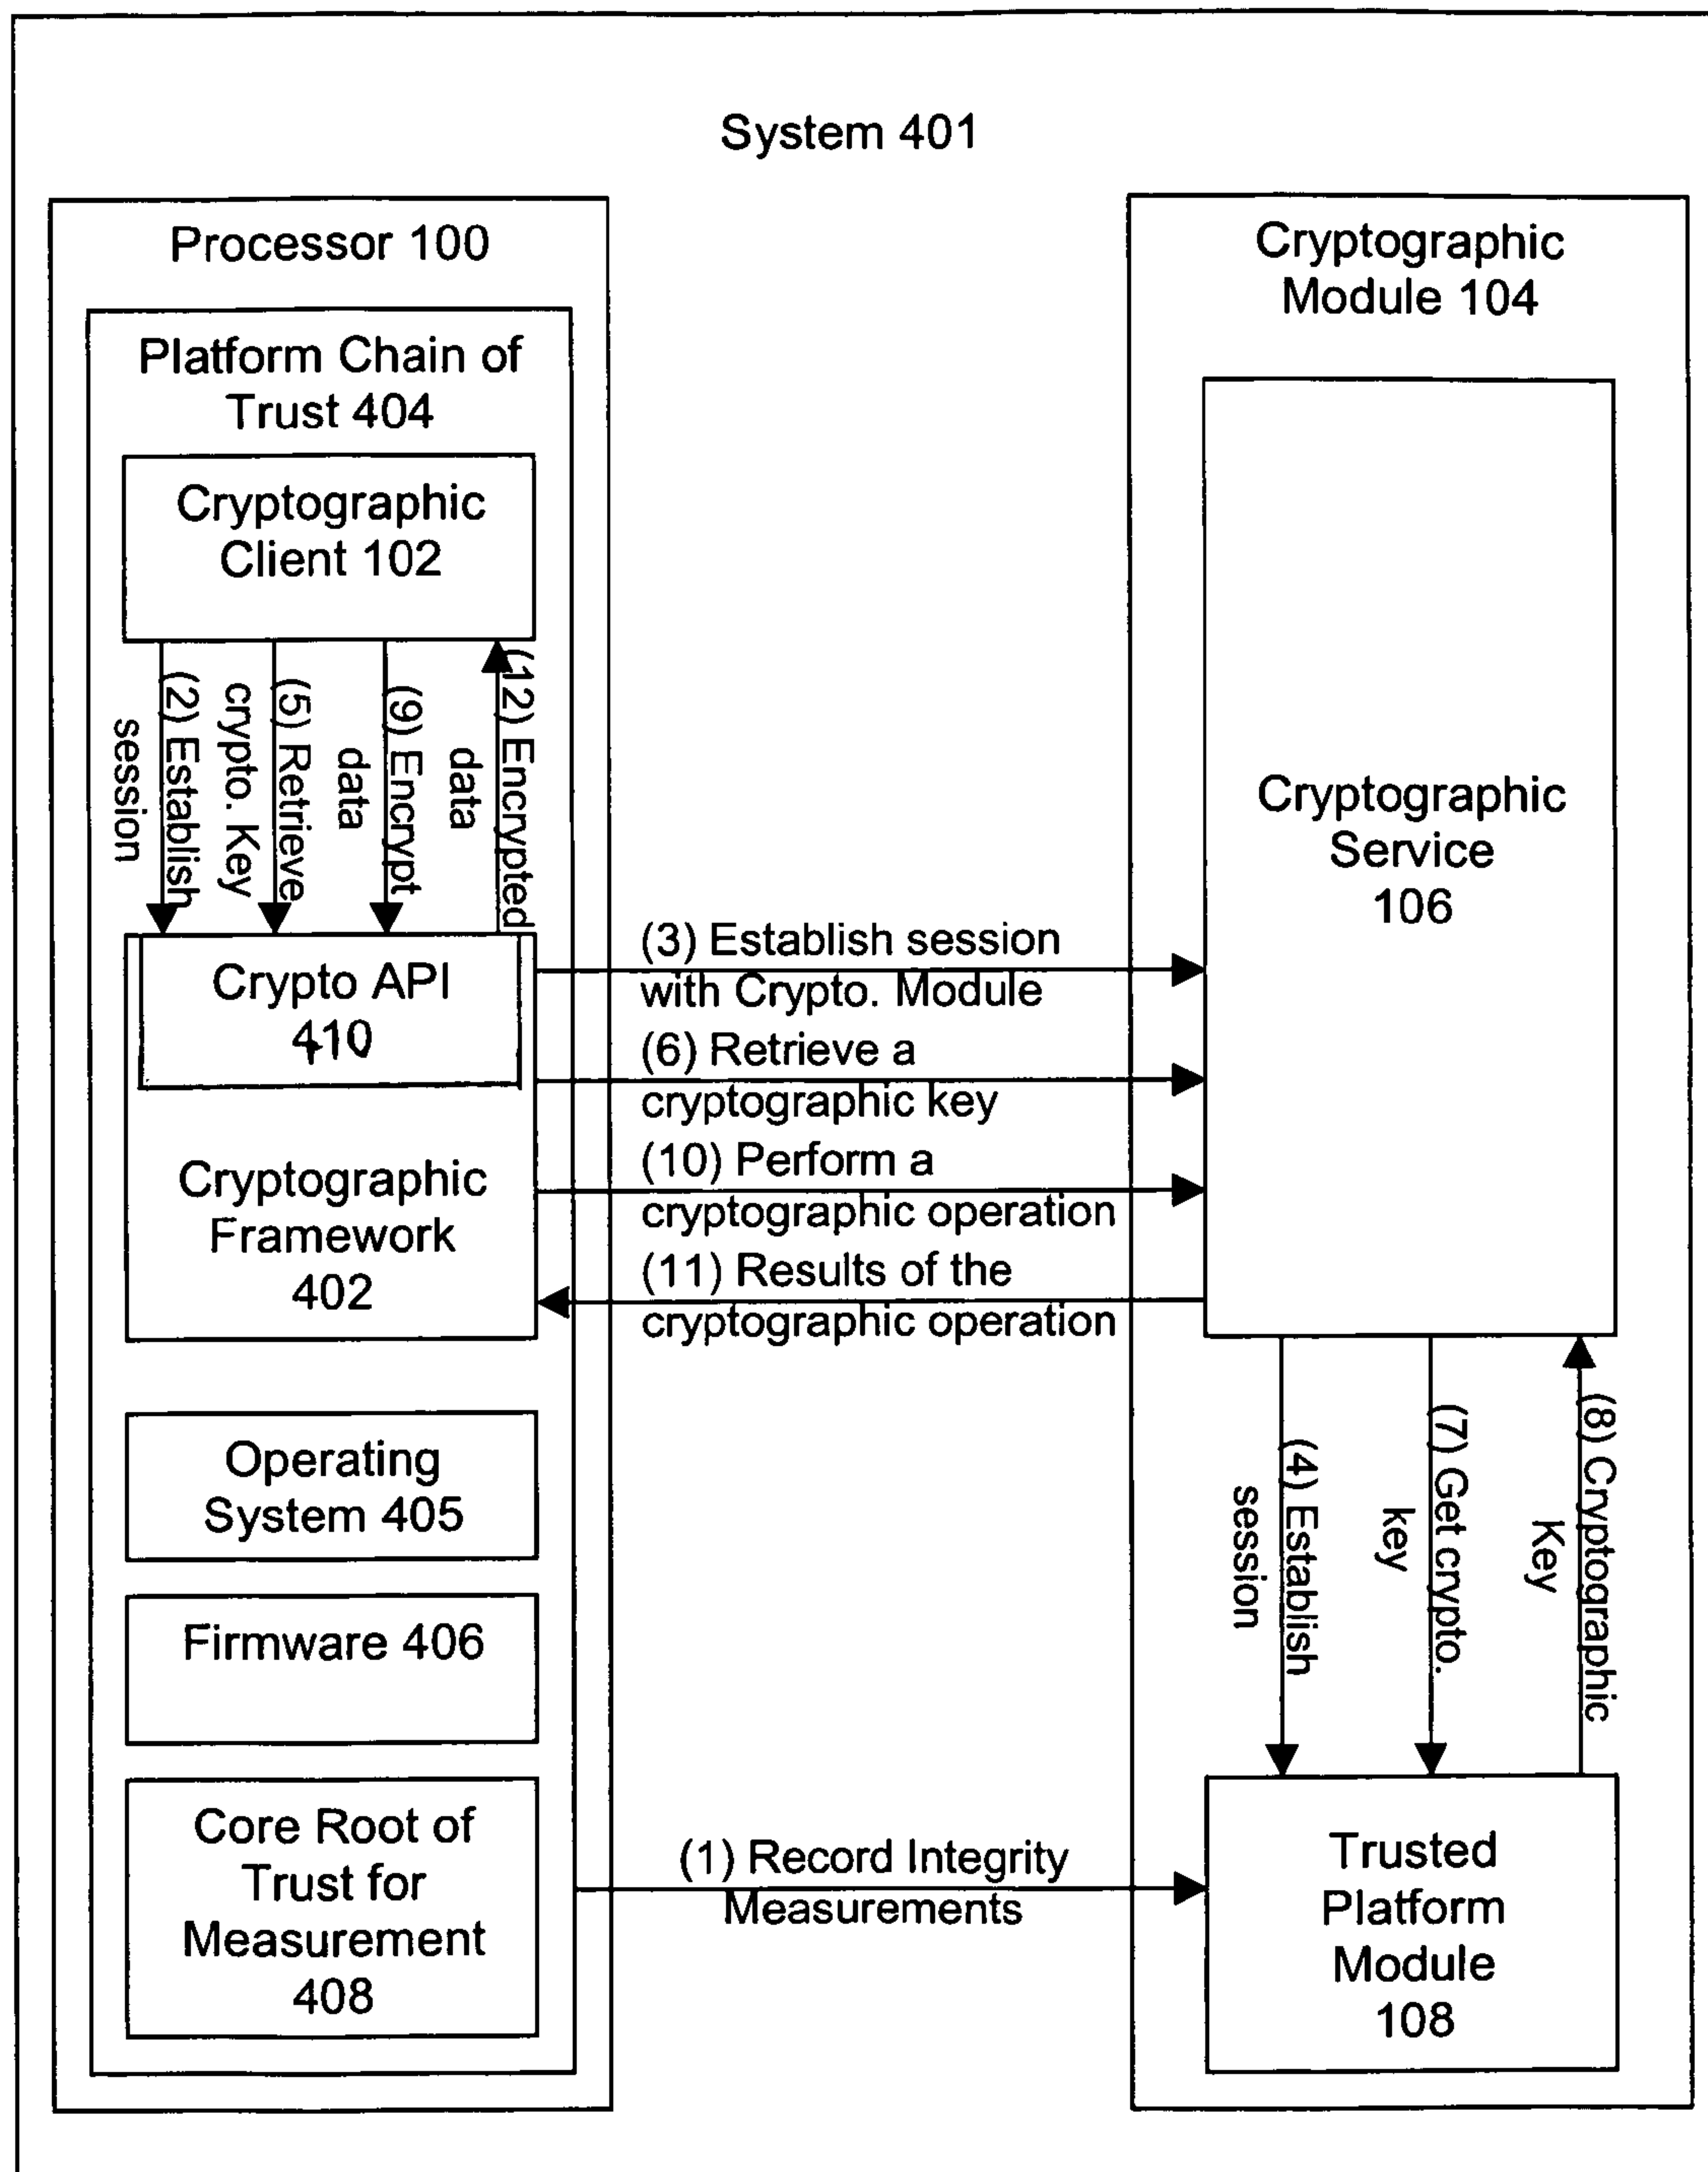 System 401
Processor 100
Platform Chain of
Trust 404
Cryptographic
Client 102
(2) Establish
session
(5) Retrieve
crypto. Key
(9) Encrypt
data
(12) Encrypted
data
Crypto API
410
Cryptographic
Framework
402
Operating
System 405
Firmware 406
Core Root of
Trust for
Measurement
408
(3) Establish session
with Crypto. Module
(6) Retrieve a
cryptographic key
(10) Perform a
cryptographic operation
(11) Results of the
cryptographic operation
(1) Record Integrity
Measurements
Cryptographic
Module 104
Cryptographic
Service
106
(4) Establish
session
(7) Get crypto.
key
(8) Cryptographic
Key
Trusted
Platform
Module
108